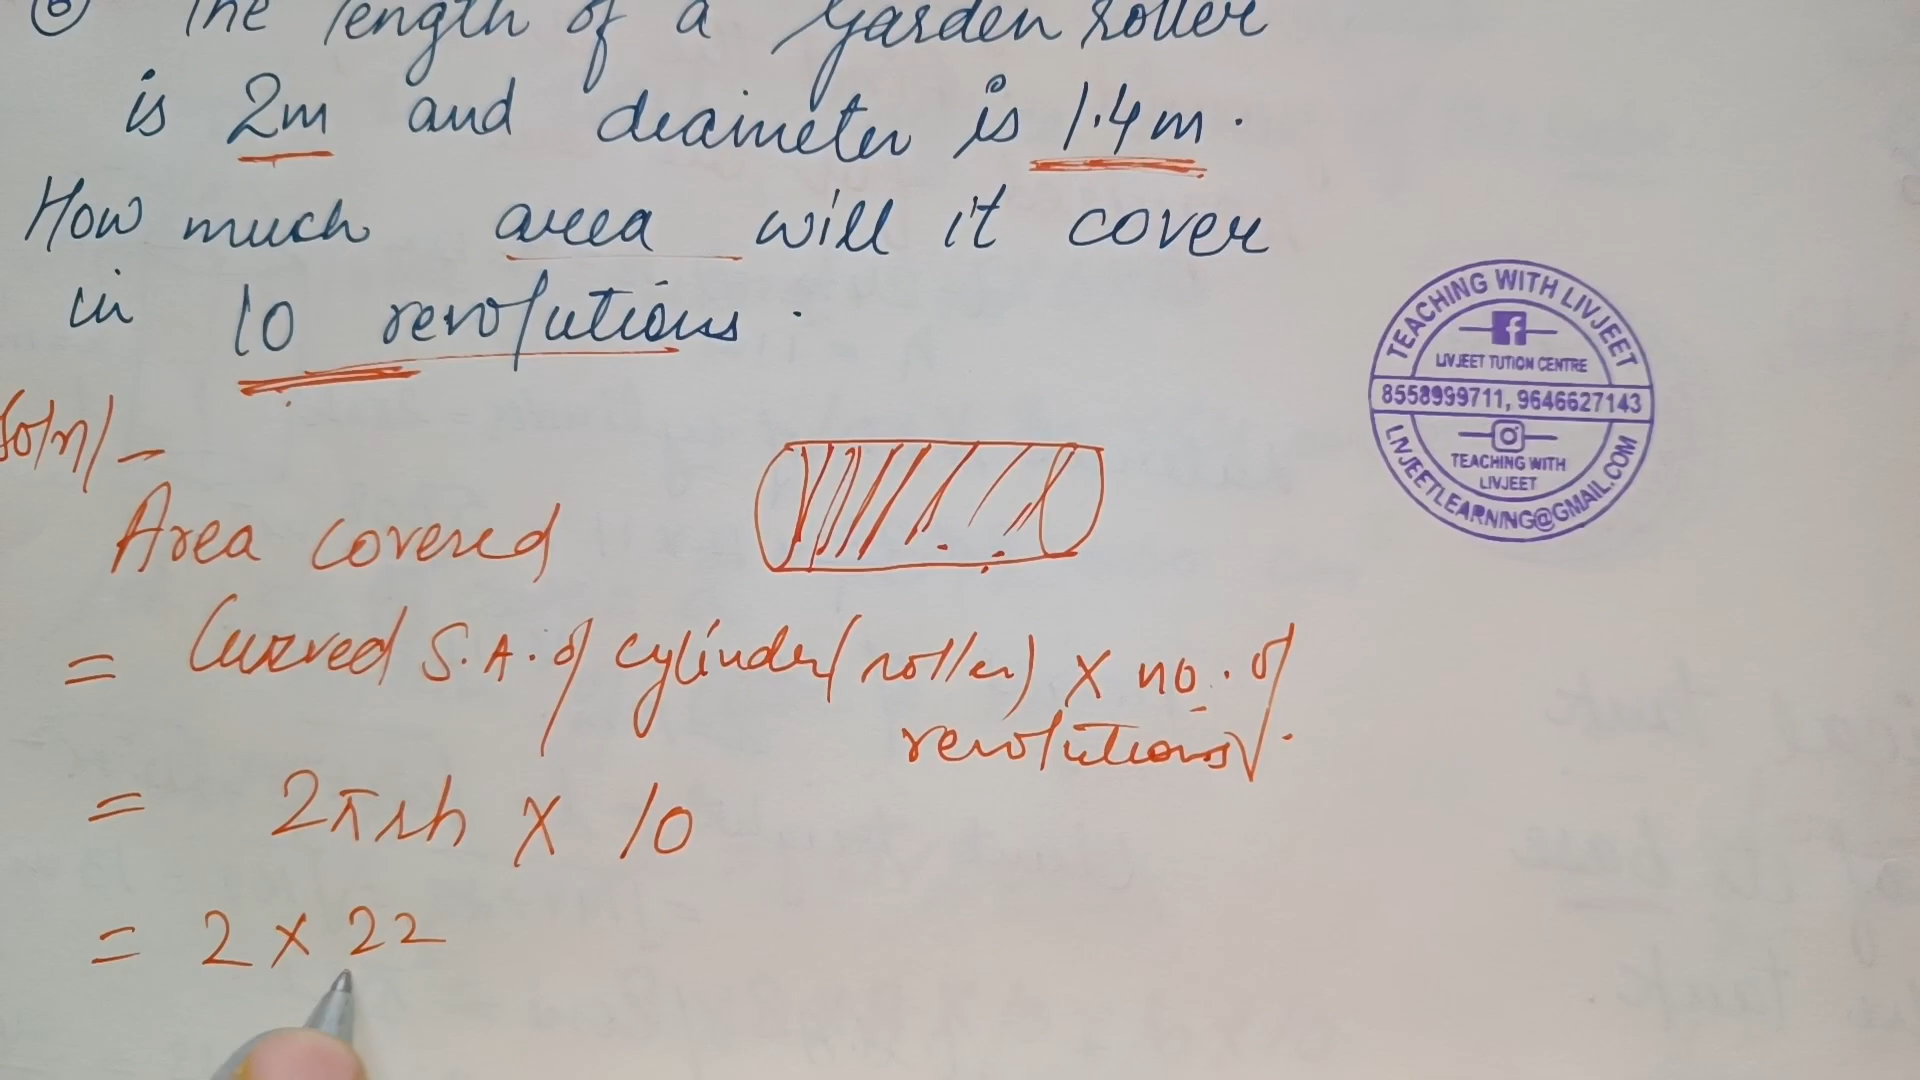 6 The length of a Garden roller
is 2m and diameter is 1.4m.
How much area will it cover
in 10 revolutions.
Soln/-
Area covered
= Curved S.A. of cylinder(roller) X no. of
revolutions.
= 2πrh X 10
= 2 X 22
TEACHING WITH LIVJEET
LIVJEET TUTION CENTRE
8558999711, 9646627143
TEACHING WITH
LIVJEET
LIVJEETLEARNING@GMAIL.COM